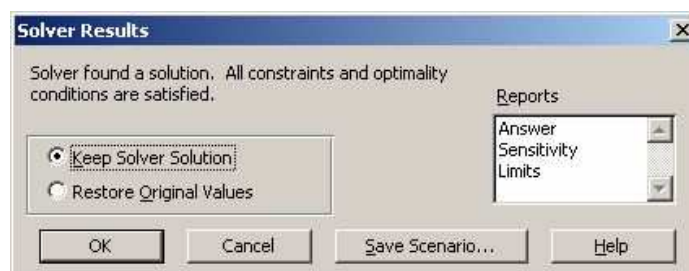 Solver Results
Solver found a solution. All constraints and optimality
conditions are satisfied.
Reports
Answer
Sensitivity
Limits
Keep Solver Solution
Restore Original Values
OK Cancel Save Scenario... Help